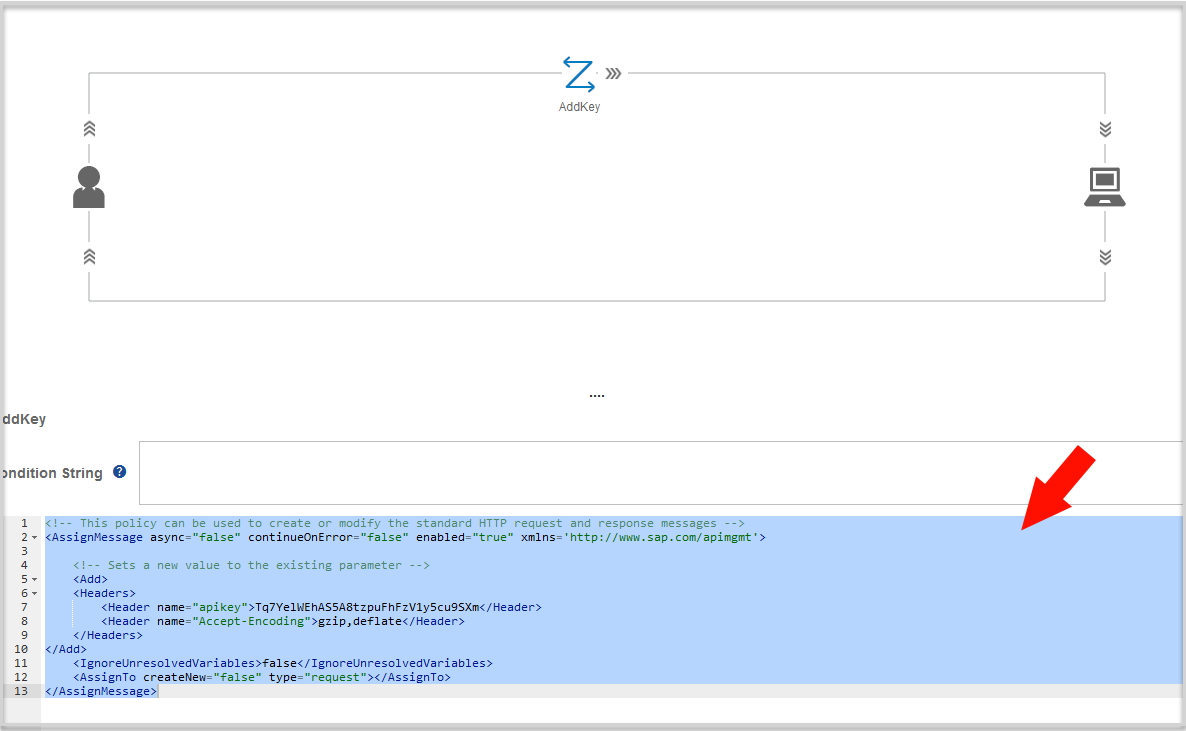 AddKey
....
ddKey
ondition String ?
1 <!-- This policy can be used to create or modify the standard HTTP request and response messages -->
2 <AssignMessage async="false" continueOnError="false" enabled="true" xmlns='http://www.sap.com/apimgmt'>
3
4 <!-- Sets a new value to the existing parameter -->
5 <Add>
6 <Headers>
7 <Header name="apikey">Tq7YelWEhAS5A8tzpuFhFzV1y5cu9SXm</Header>
8 <Header name="Accept-Encoding">gzip,deflate</Header>
9 </Headers>
10 </Add>
11 <IgnoreUnresolvedVariables>false</IgnoreUnresolvedVariables>
12 <AssignTo createNew="false" type="request"></AssignTo>
13 </AssignMessage>